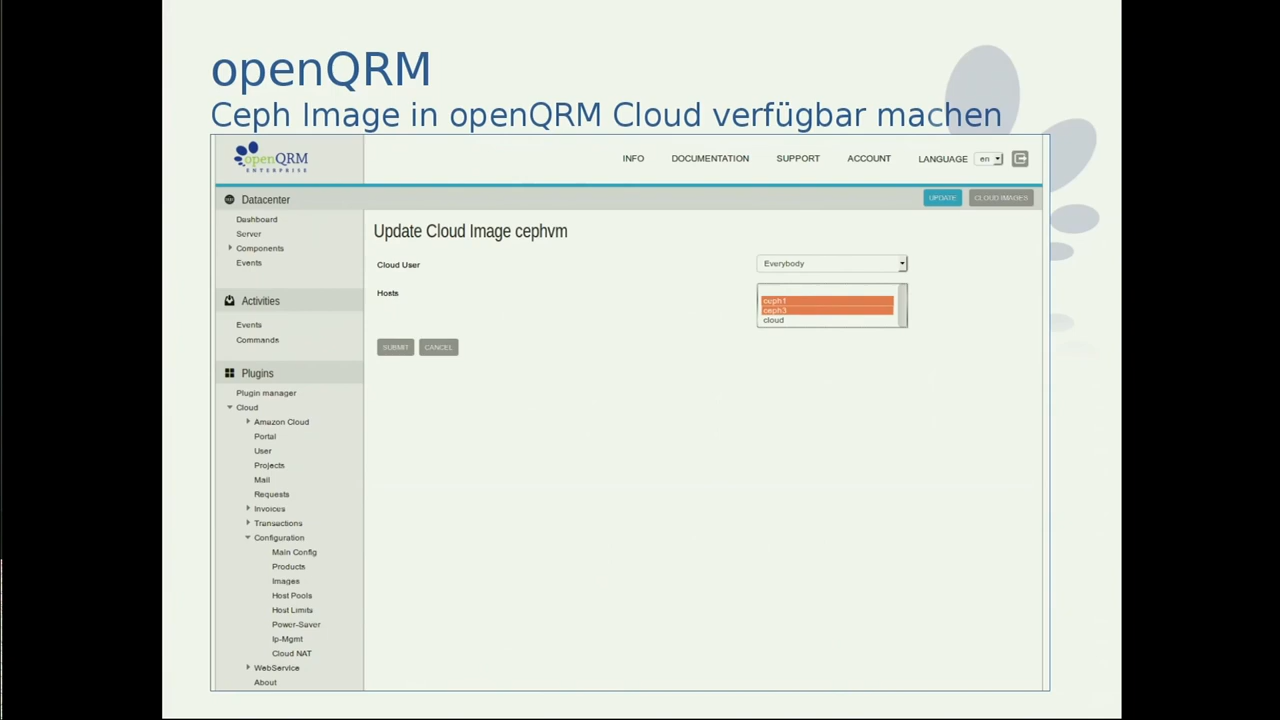 openQRM
Ceph Image in openQRM Cloud verfügbar machen
openQRM
ENTERPRISE
INFO DOCUMENTATION SUPPORT ACCOUNT LANGUAGE en
Datacenter
UPDATE CLOUD IMAGES
Dashboard
Server
Components
Events
Update Cloud Image cephvm
Cloud User Everybody
Hosts
ceph1
ceph3
cloud
SUBMIT CANCEL
Activities
Events
Commands
Plugins
Plugin manager
Cloud
Amazon Cloud
Portal
User
Projects
Mail
Requests
Invoices
Transactions
Configuration
Main Config
Products
Images
Host Pools
Host Limits
Power-Saver
Ip-Mgmt
Cloud NAT
WebService
About